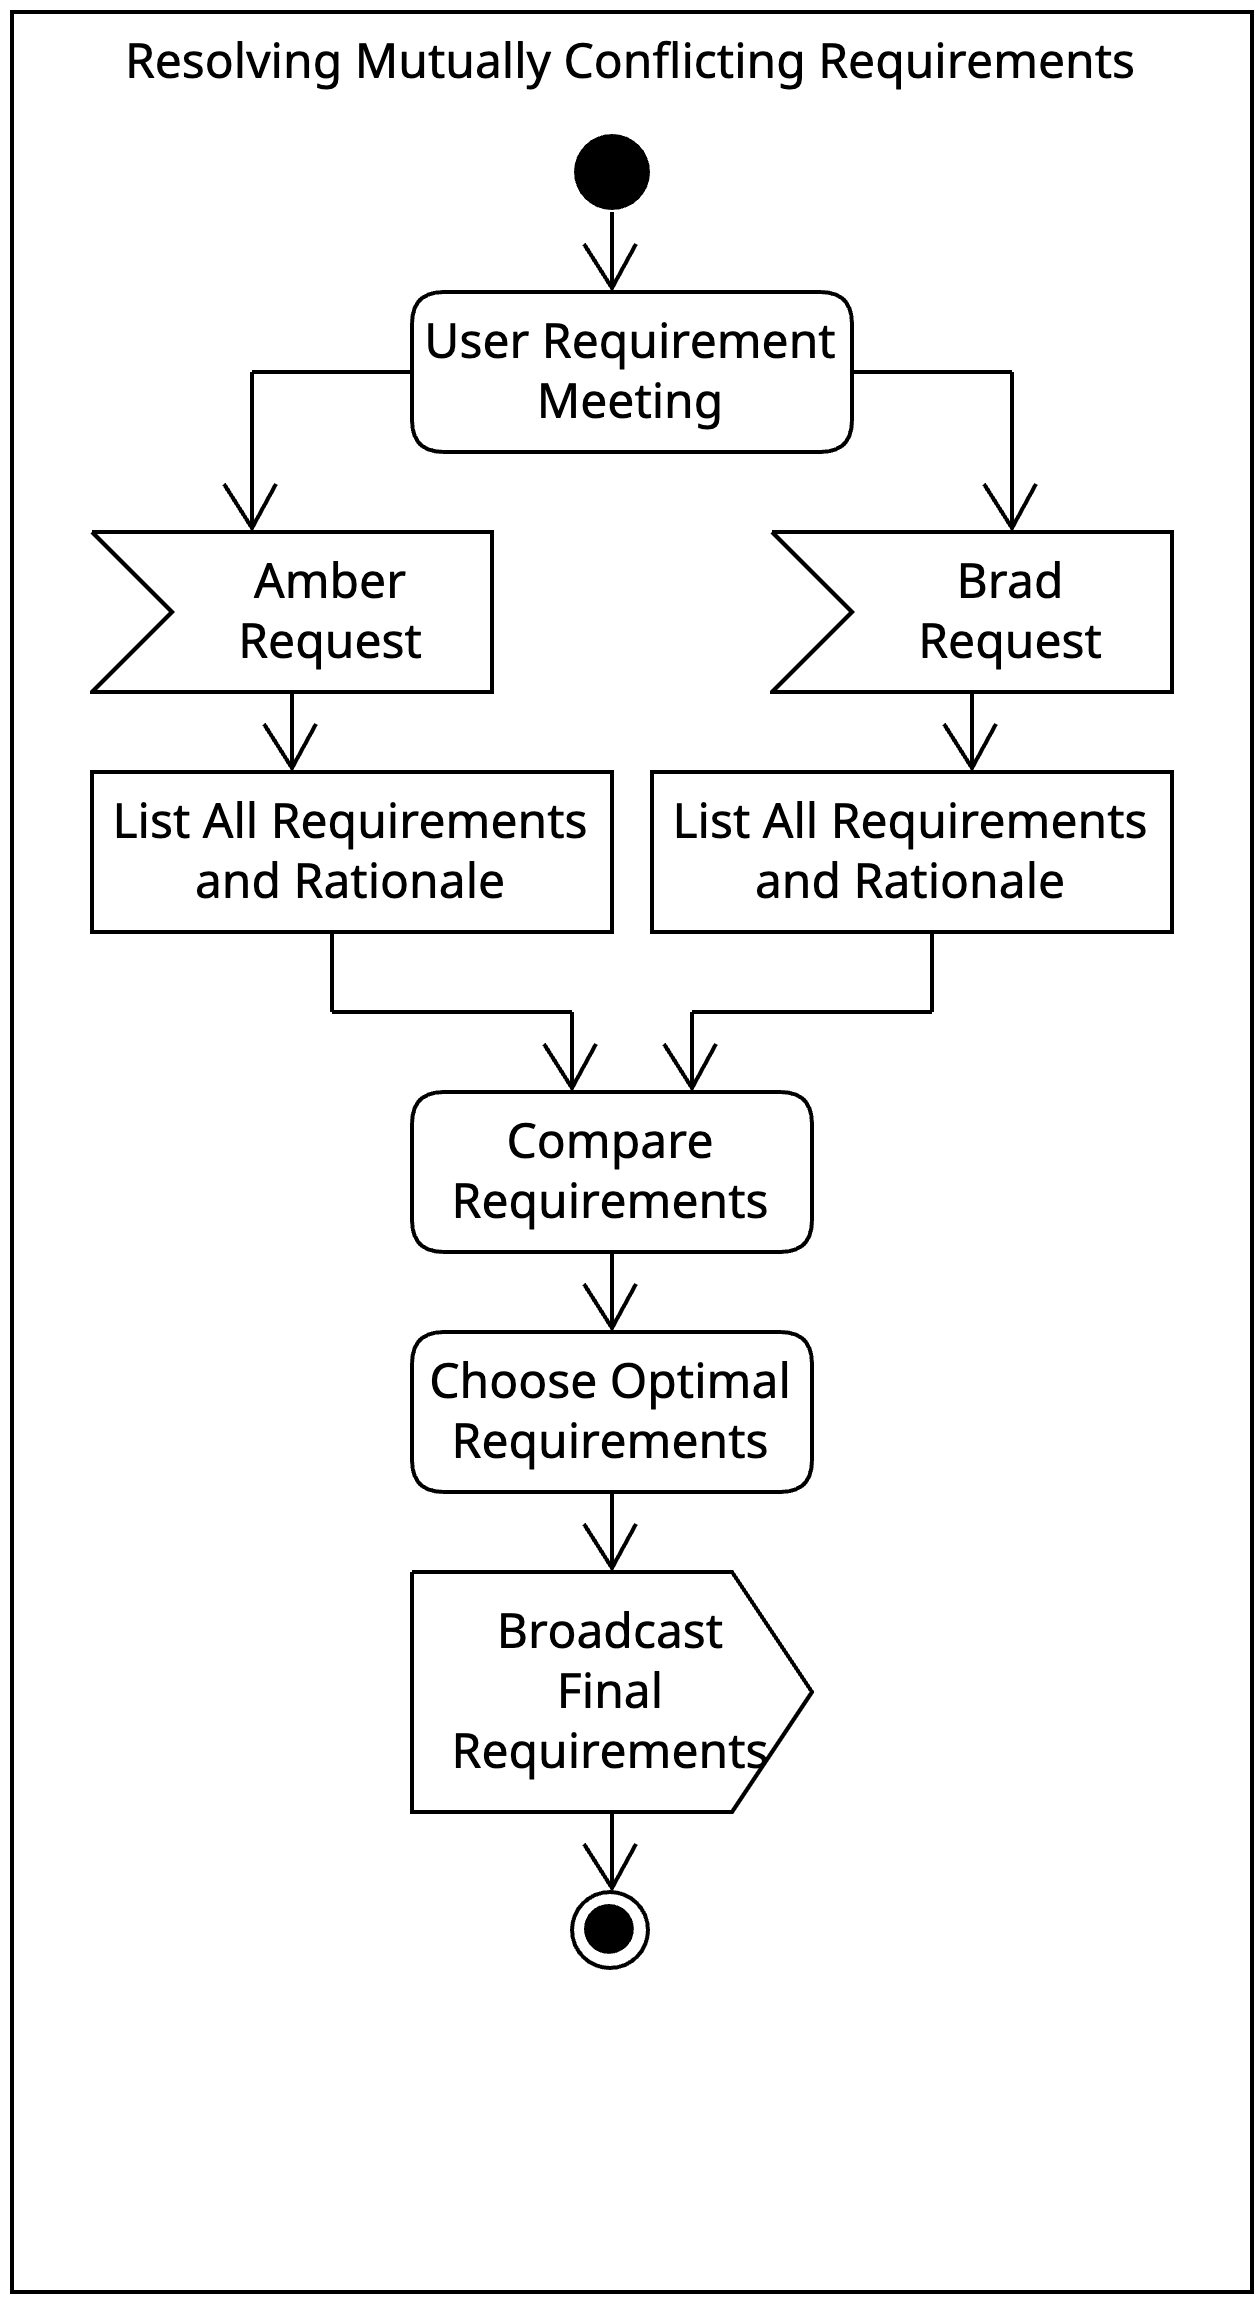 Resolving Mutually Conflicting Requirements
User Requirement
Meeting
Amber
Request
Brad
Request
List All Requirements
and Rationale
List All Requirements
and Rationale
Compare
Requirements
Choose Optimal
Requirements
Broadcast
Final
Requirements